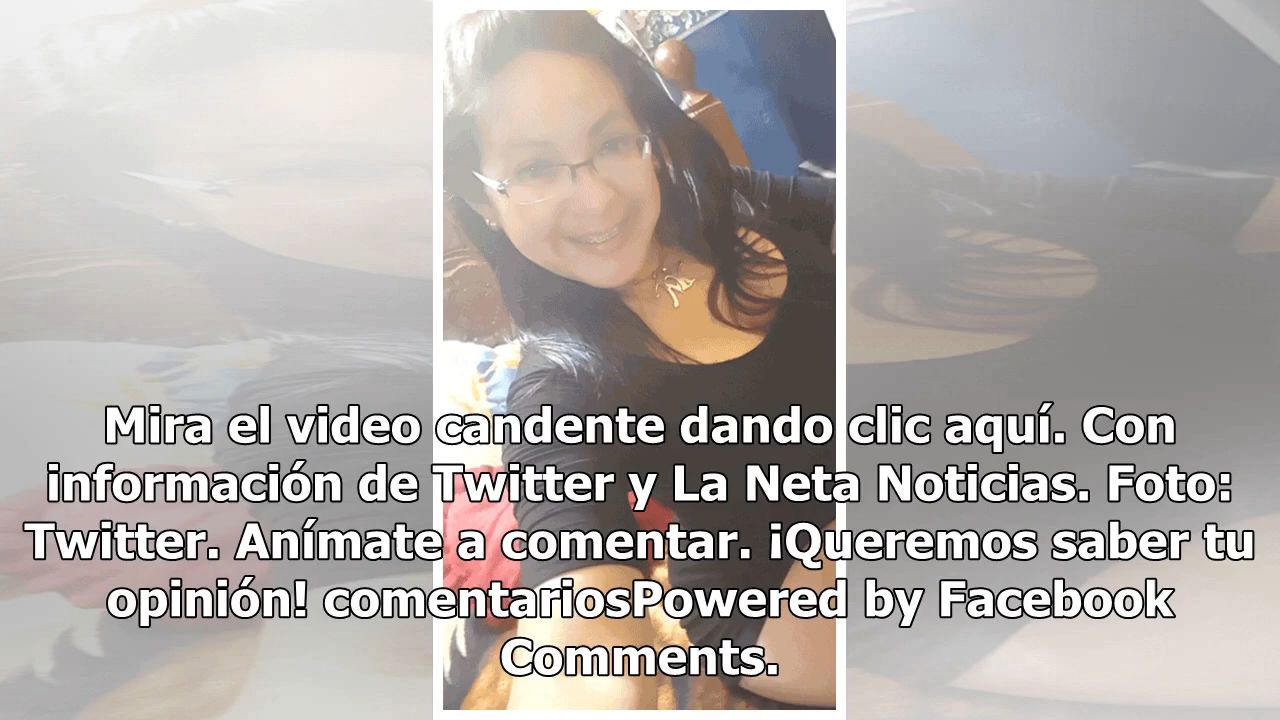 Mira el video candente dando clic aquí. Con
información de Twitter y La Neta Noticias. Foto:
Twitter. Anímate a comentar. ¡Queremos saber tu
opinión! comentariosPowered by Facebook
Comments.